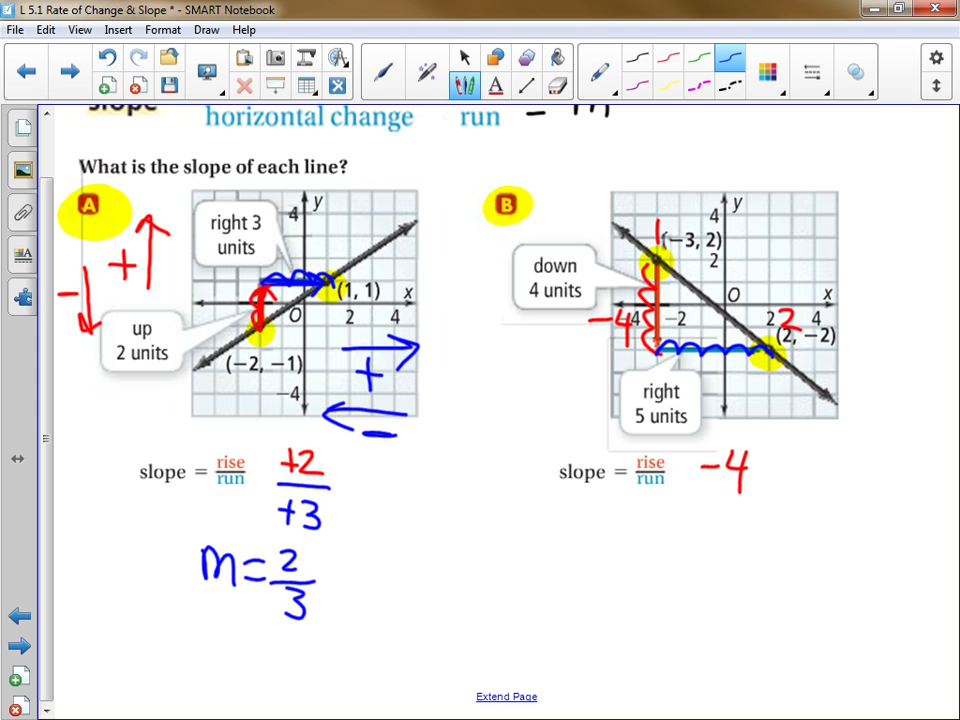 L 5.1 Rate of Change & Slope * - SMART Notebook
File Edit View Insert Format Draw Help
slope
horizontal change run = m
What is the slope of each line?
A
right 3
units
4
y
(1, 1)
x
O
2
4
up
2 units
(−2, −1)
−4
+
−
+
−
slope = rise/run +2/+3
m = 2/3
B
y
4
(−3, 2)
2
down
4 units
O
x
−4
4
−2
2
2
4
(2, −2)
right
5 units
slope = rise/run −4
Extend Page